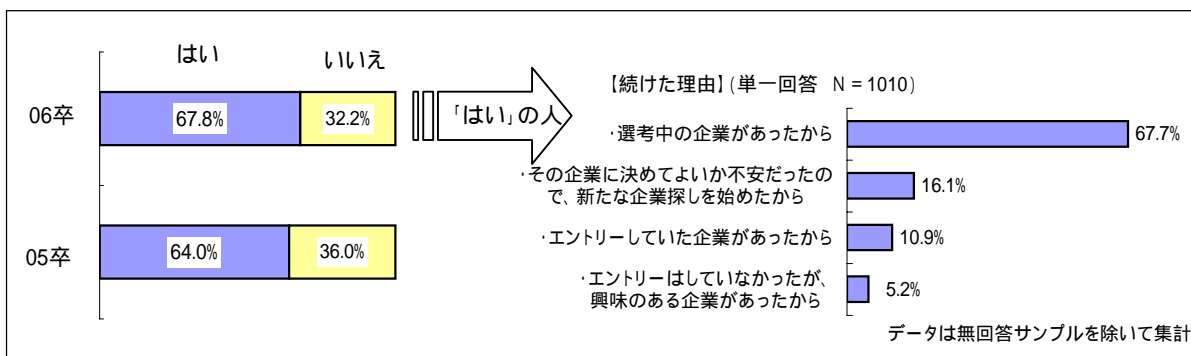 はい いいえ
06卒 67.8% 32.2%
05卒 64.0% 36.0%
「はい」の人
【続けた理由】(単一回答 N = 1010)
・選考中の企業があったから 67.7%
・その企業に決めてよいか不安だったの
で、新たな企業探しを始めたから 16.1%
・エントリーしていた企業があったから 10.9%
・エントリーはしていなかったが、
興味のある企業があったから 5.2%
データは無回答サンプルを除いて集計